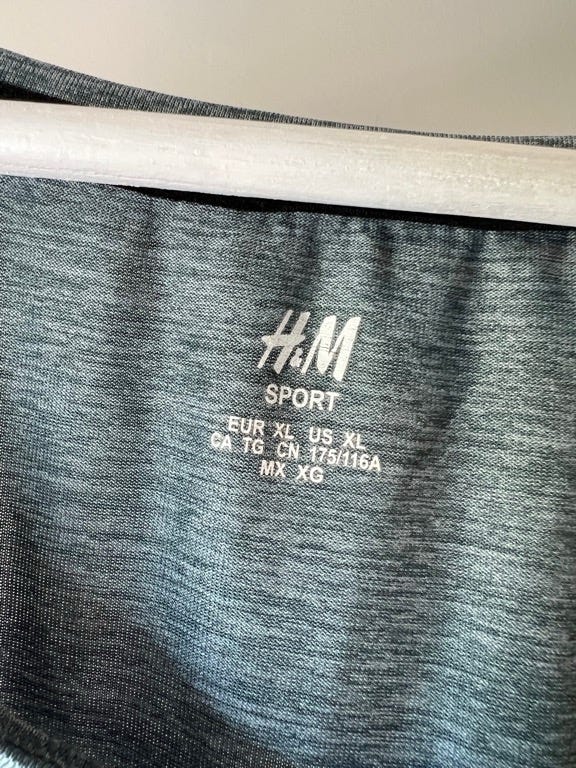 H&M
SPORT
EUR XL US XL
CA TG CN 175/116A
MX XG